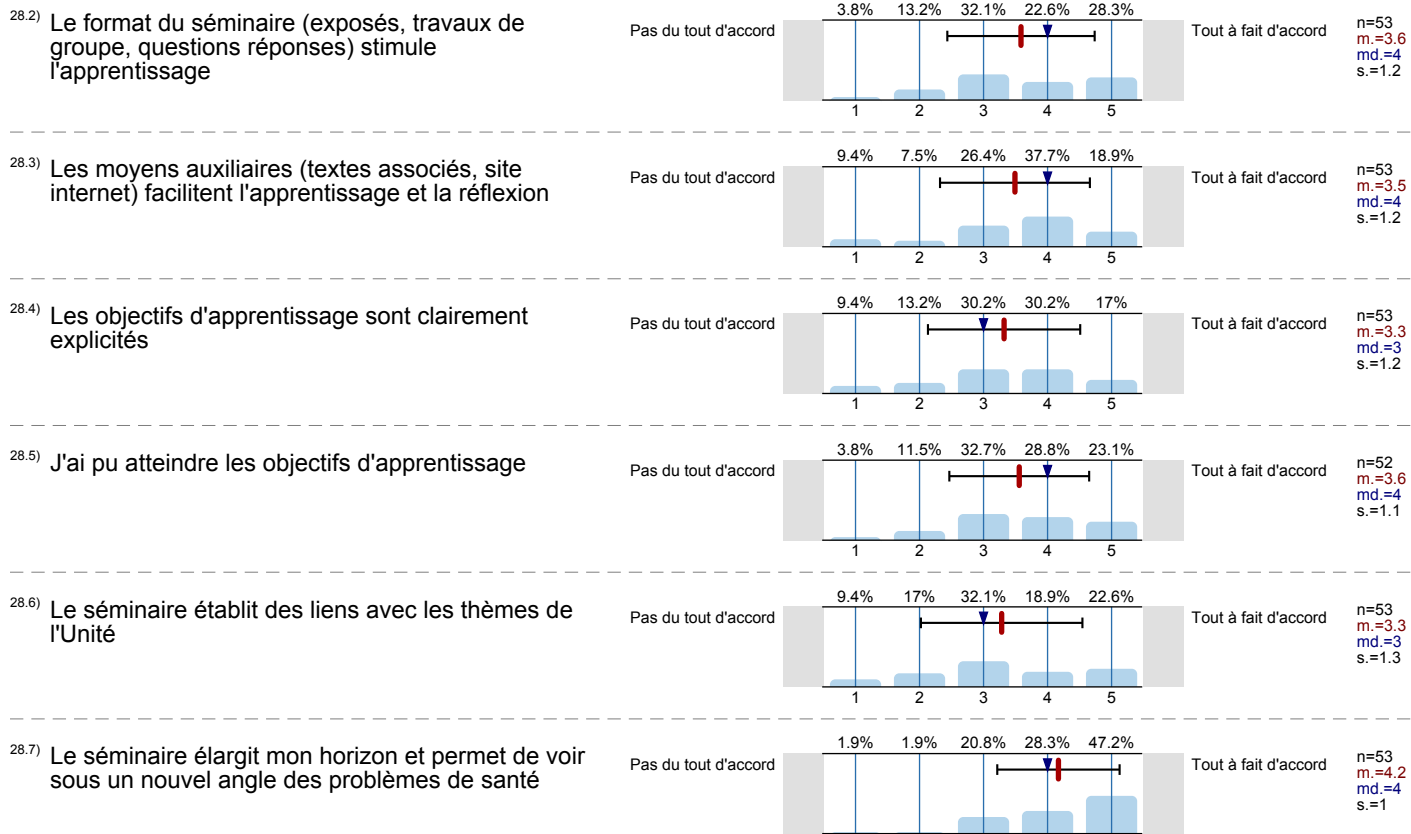 28.2) Le format du séminaire (exposés, travaux de
groupe, questions réponses) stimule
l'apprentissage
Pas du tout d'accord
3.8% 13.2% 32.1% 22.6% 28.3%
1 2 3 4 5
Tout à fait d'accord
n=53
m.=3.6
md.=4
s.=1.2
28.3) Les moyens auxiliaires (textes associés, site
internet) facilitent l'apprentissage et la réflexion
Pas du tout d'accord
9.4% 7.5% 26.4% 37.7% 18.9%
1 2 3 4 5
Tout à fait d'accord
n=53
m.=3.5
md.=4
s.=1.2
28.4) Les objectifs d'apprentissage sont clairement
explicités
Pas du tout d'accord
9.4% 13.2% 30.2% 30.2% 17%
1 2 3 4 5
Tout à fait d'accord
n=53
m.=3.3
md.=3
s.=1.2
28.5) J'ai pu atteindre les objectifs d'apprentissage
Pas du tout d'accord
3.8% 11.5% 32.7% 28.8% 23.1%
1 2 3 4 5
Tout à fait d'accord
n=52
m.=3.6
md.=4
s.=1.1
28.6) Le séminaire établit des liens avec les thèmes de
l'Unité
Pas du tout d'accord
9.4% 17% 32.1% 18.9% 22.6%
1 2 3 4 5
Tout à fait d'accord
n=53
m.=3.3
md.=3
s.=1.3
28.7) Le séminaire élargit mon horizon et permet de voir
sous un nouvel angle des problèmes de santé
Pas du tout d'accord
1.9% 1.9% 20.8% 28.3% 47.2%
Tout à fait d'accord
n=53
m.=4.2
md.=4
s.=1